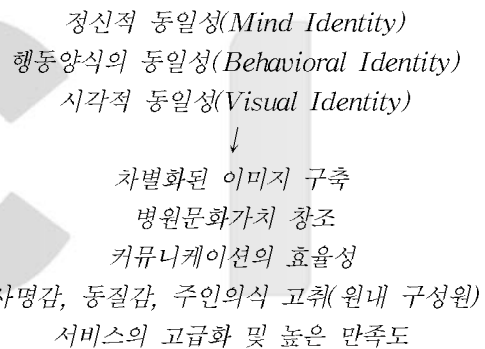 정신적 동일성(Mind Identity)
행동양식의 동일성(Behavioral Identity)
시각적 동일성(Visual Identity)
↓
차별화된 이미지 구축
병원문화가치 창조
커뮤니케이션의 효율성
사명감, 동질감, 주인의식 고취(원내 구성원)
서비스의 고급화 및 높은 만족도